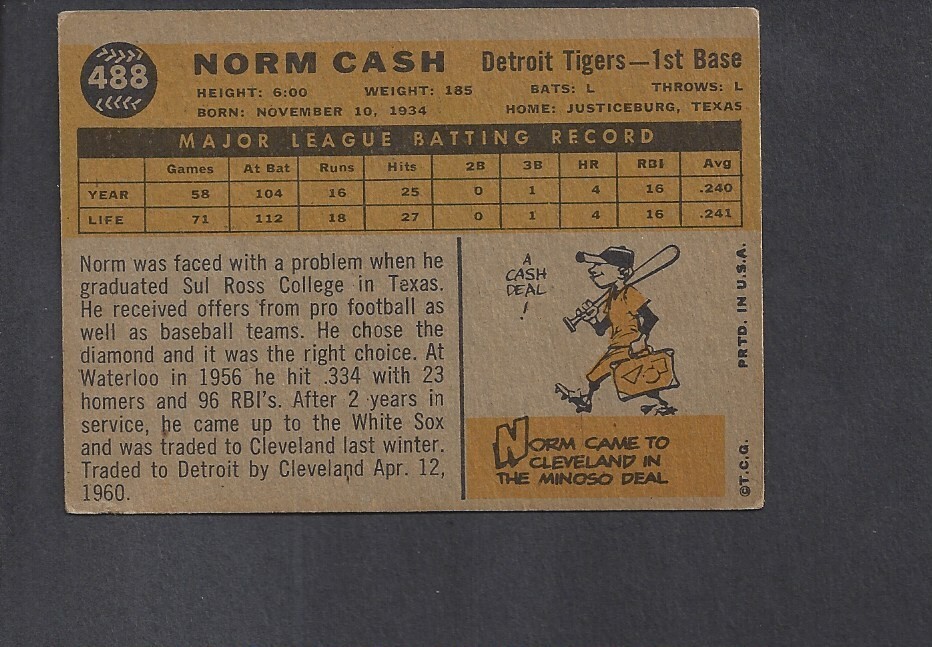 488
NORM CASH Detroit Tigers—1st Base
HEIGHT: 6:00 WEIGHT: 185 BATS: L THROWS: L
BORN: NOVEMBER 10, 1934 HOME: JUSTICEBURG, TEXAS
MAJOR LEAGUE BATTING RECORD
Games At Bat Runs Hits 2B 3B HR RBI Avg
YEAR 58 104 16 25 0 1 4 16 .240
LIFE 71 112 18 27 0 1 4 16 .241
Norm was faced with a problem when he
graduated Sul Ross College in Texas.
He received offers from pro football as
well as baseball teams. He chose the
diamond and it was the right choice. At
Waterloo in 1956 he hit .334 with 23
homers and 96 RBI's. After 2 years in
service, he came up to the White Sox
and was traded to Cleveland last winter.
Traded to Detroit by Cleveland Apr. 12,
1960.
A
CASH
DEAL
!
NORM CAME TO
CLEVELAND IN
THE MINOSO DEAL
©T.C.G. PRTD. IN U.S.A.